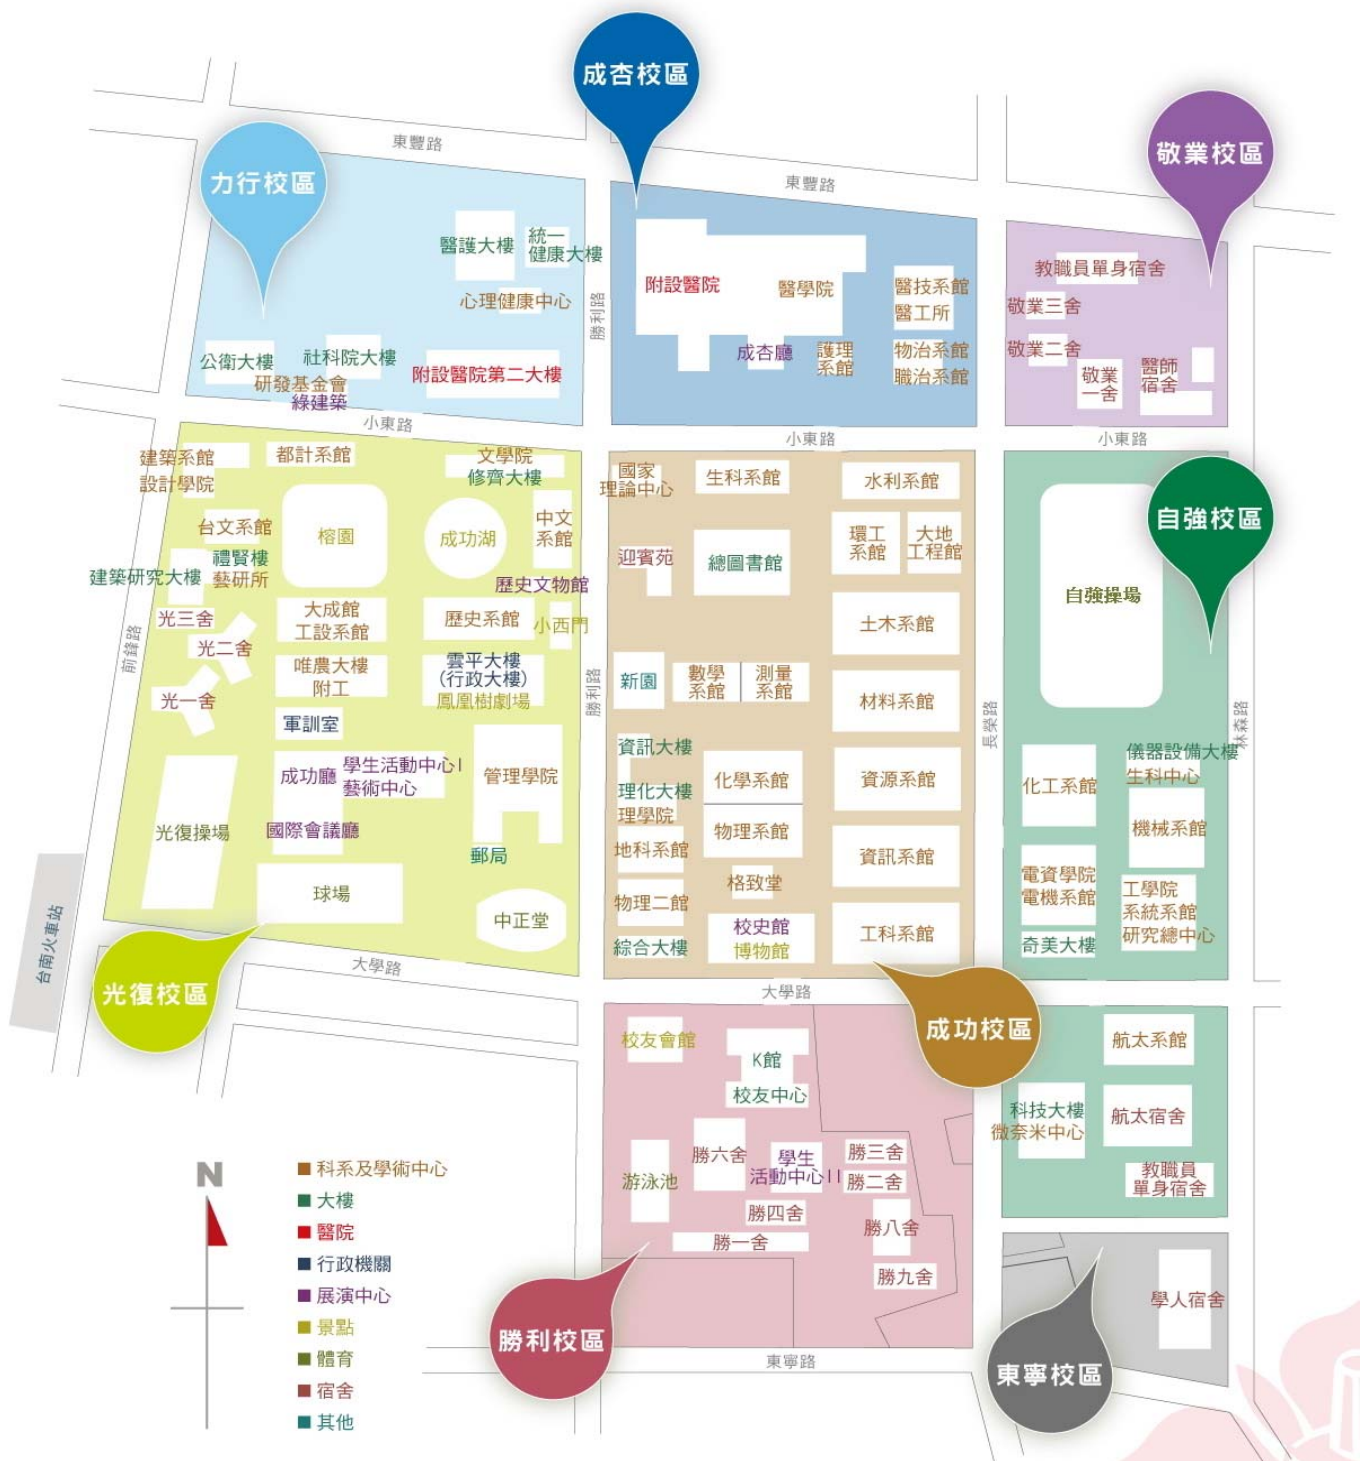 成杏校區
敬業校區
力行校區
東豐路
東豐路
醫護大樓
統一
健康大樓
心理健康中心
公衛大樓
社科院大樓
研發基金會
綠建築
附設醫院第二大樓
勝利路
附設醫院
醫學院
醫技系館
醫工所
成杏廳
護理
系館
物治系館
職治系館
教職員單身宿舍
敬業三舍
敬業二舍
敬業
一舍
醫師
宿舍
小東路
小東路
小東路
建築系館
設計學院
都計系館
文學院
修齊大樓
台文系館
榕園
成功湖
中文
系館
禮賢樓
藝研所
建築研究大樓
歷史文物館
光三舍
大成館
工設系館
歷史系館
小西門
光二舍
唯農大樓
附工
雲平大樓
(行政大樓)
鳳凰樹劇場
光一舍
軍訓室
成功廳
學生活動中心I
藝術中心
管理學院
光復操場
國際會議廳
郵局
球場
中正堂
前鋒路
台南火車站
大學路
光復校區
勝利路
國家
理論中心
生科系館
水利系館
迎賓苑
總圖書館
環工
系館
大地
工程館
土木系館
新園
數學
系館
測量
系館
材料系館
資訊大樓
理化大樓
理學院
化學系館
資源系館
地科系館
物理系館
資訊系館
物理二館
格致堂
綜合大樓
校史館
博物館
工科系館
大學路
成功校區
長榮路
自強校區
自強操場
林森路
儀器設備大樓
生科中心
化工系館
機械系館
電資學院
電機系館
工學院
系統系館
研究總中心
奇美大樓
航太系館
科技大樓
微奈米中心
航太宿舍
教職員
單身宿舍
校友會館
K館
校友中心
游泳池
勝六舍
學生
活動中心II
勝三舍
勝二舍
勝四舍
勝八舍
勝一舍
勝九舍
勝利校區
東寧路
學人宿舍
東寧校區
N
科系及學術中心
大樓
醫院
行政機關
展演中心
景點
體育
宿舍
其他